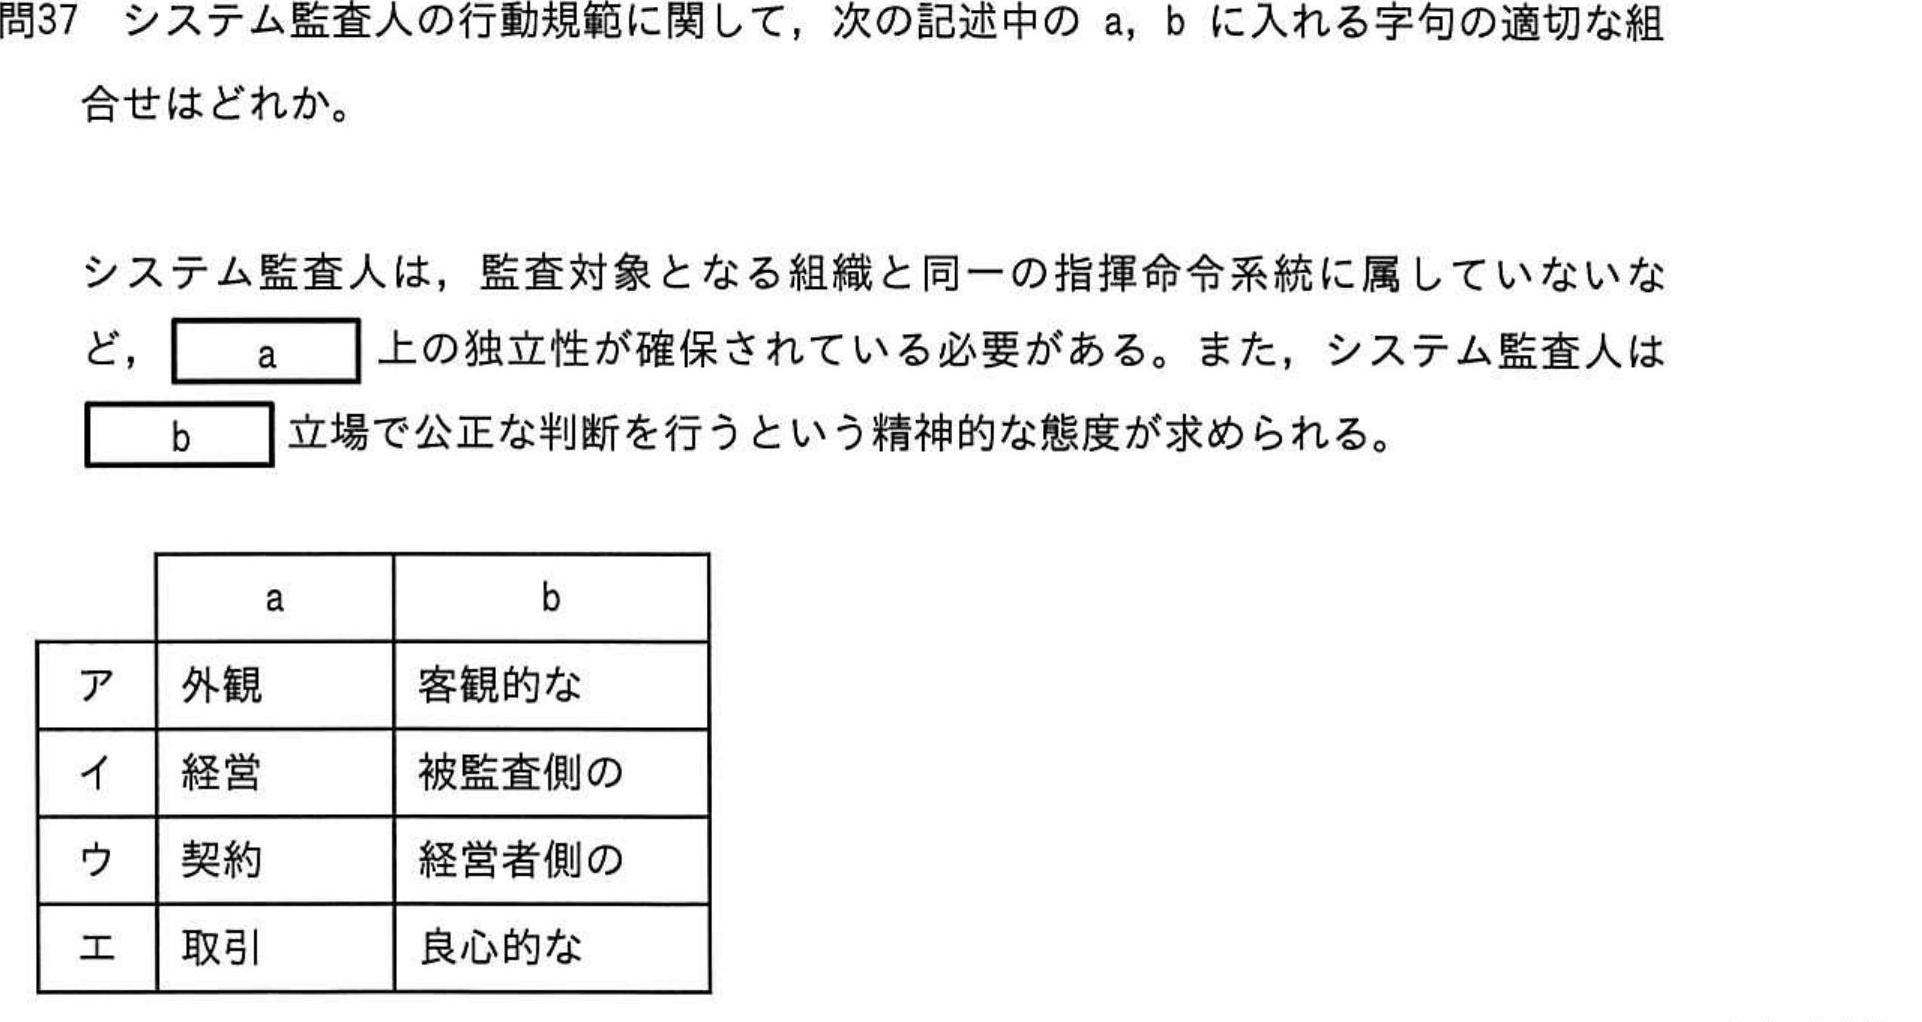 問37 システム監査人の行動規範に関して，次の記述中の a，b に入れる字句の適切な組
合せはどれか。
システム監査人は，監査対象となる組織と同一の指揮命令系統に属していないな
ど， a 上の独立性が確保されている必要がある。また，システム監査人は
b 立場で公正な判断を行うという精神的な態度が求められる。
a b
ア 外観 客観的な
イ 経営 被監査側の
ウ 契約 経営者側の
エ 取引 良心的な